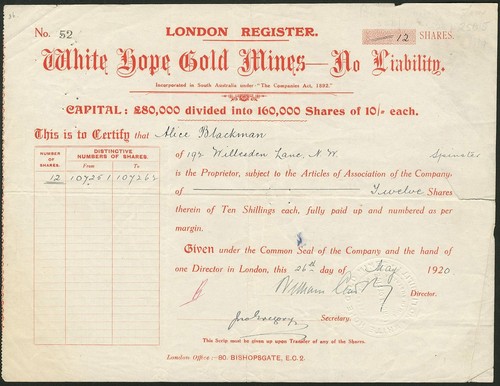 LONDON REGISTER.
No. 52
12 SHARES.
White Hope Gold Mines—No Liability.
Incorporated in South Australia under "The Companies Act, 1892."
CAPITAL: £80,000 divided into 160,000 Shares of 10/- each.
This is to Certify that Alice Blackman
of 192 Willesden Lane, N.W. Spinster
is the Proprietor, subject to the Articles of Association of the Company,
of Twelve Shares
therein of Ten Shillings each, fully paid up and numbered as per
margin.
NUMBER OF SHARES. DISTINCTIVE NUMBERS OF SHARES.
From To
12 107251 107262
Given under the Common Seal of the Company and the hand of
one Director in London, this 26th day of May 1920
William Director.
Jno Gregory Secretary.
This Scrip must be given up upon Transfer of any of the Shares.
London Office:- 60, BISHOPSGATE, E.C. 2.